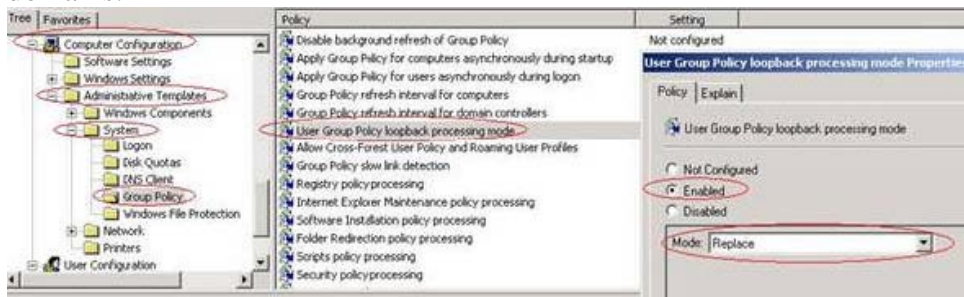 Tree
Favorites
Computer Configuration
Software Settings
Windows Settings
Administrative Templates
Windows Components
System
Logon
Disk Quotas
DNS Client
Group Policy
Windows File Protection
Network
Printers
User Configuration
Policy
Setting
Disable background refresh of Group Policy
Not configured
Apply Group Policy for computers asynchronously during startup
Apply Group Policy for users asynchronously during logon
Group Policy refresh interval for computers
Group Policy refresh interval for domain controllers
User Group Policy loopback processing mode
Allow Cross-Forest User Policy and Roaming User Profiles
Group Policy slow link detection
Registry policy processing
Internet Explorer Maintenance policy processing
Software Installation policy processing
Folder Redirection policy processing
Scripts policy processing
Security policy processing
User Group Policy loopback processing mode Properties
Policy
Explain
User Group Policy loopback processing mode
Not Configured
Enabled
Disabled
Mode: Replace